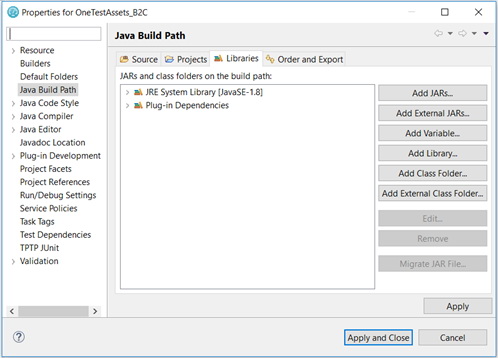 Properties for OneTestAssets_B2C
Resource
Builders
Default Folders
Java Build Path
Java Code Style
Java Compiler
Java Editor
Javadoc Location
Plug-in Development
Project Facets
Project References
Run/Debug Settings
Service Policies
Task Tags
Test Dependencies
TPTP JUnit
Validation
Java Build Path
Source Projects Libraries Order and Export
JARs and class folders on the build path:
JRE System Library [JavaSE-1.8]
Plug-in Dependencies
Add JARs...
Add External JARs...
Add Variable...
Add Library...
Add Class Folder...
Add External Class Folder...
Edit...
Remove
Migrate JAR File...
Apply
?
Apply and Close Cancel